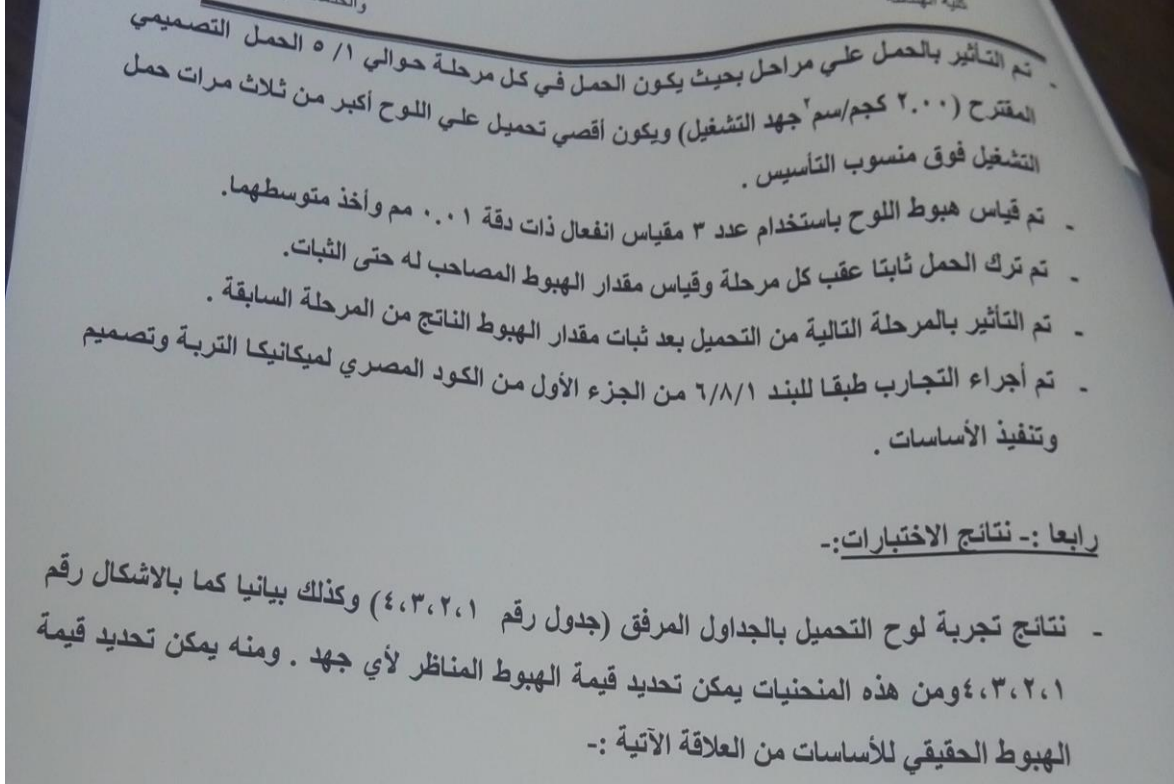 - تم التأثير بالحمل علي مراحل بحيث يكون الحمل في كل مرحلة حوالي ٥/١ الحمل التصميمي
المقترح (٢.٠٠ كجم/سم٢ جهد التشغيل) ويكون أقصي تحميل علي اللوح أكبر من ثلاث مرات حمل
التشغيل فوق منسوب التأسيس .
- تم قياس هبوط اللوح باستخدام عدد ٣ مقياس انفعال ذات دقة ٠.٠١ مم وأخذ متوسطهما.
- تم ترك الحمل ثابتا عقب كل مرحلة وقياس مقدار الهبوط المصاحب له حتى الثبات.
- تم التأثير بالمرحلة التالية من التحميل بعد ثبات مقدار الهبوط الناتج من المرحلة السابقة .
- تم أجراء التجارب طبقا للبند ٦/٨/١ من الجزء الأول من الكود المصري لميكانيكا التربة وتصميم
وتنفيذ الأساسات .
رابعا :- نتائج الاختبارات:-
- نتائج تجربة لوح التحميل بالجداول المرفق (جدول رقم ٤،٣،٢،١) وكذلك بيانيا كما بالاشكال رقم
٤،٣،٢،١ومن هذه المنحنيات يمكن تحديد قيمة الهبوط المناظر لأي جهد . ومنه يمكن تحديد قيمة
الهبوط الحقيقي للأساسات من العلاقة الآتية :-